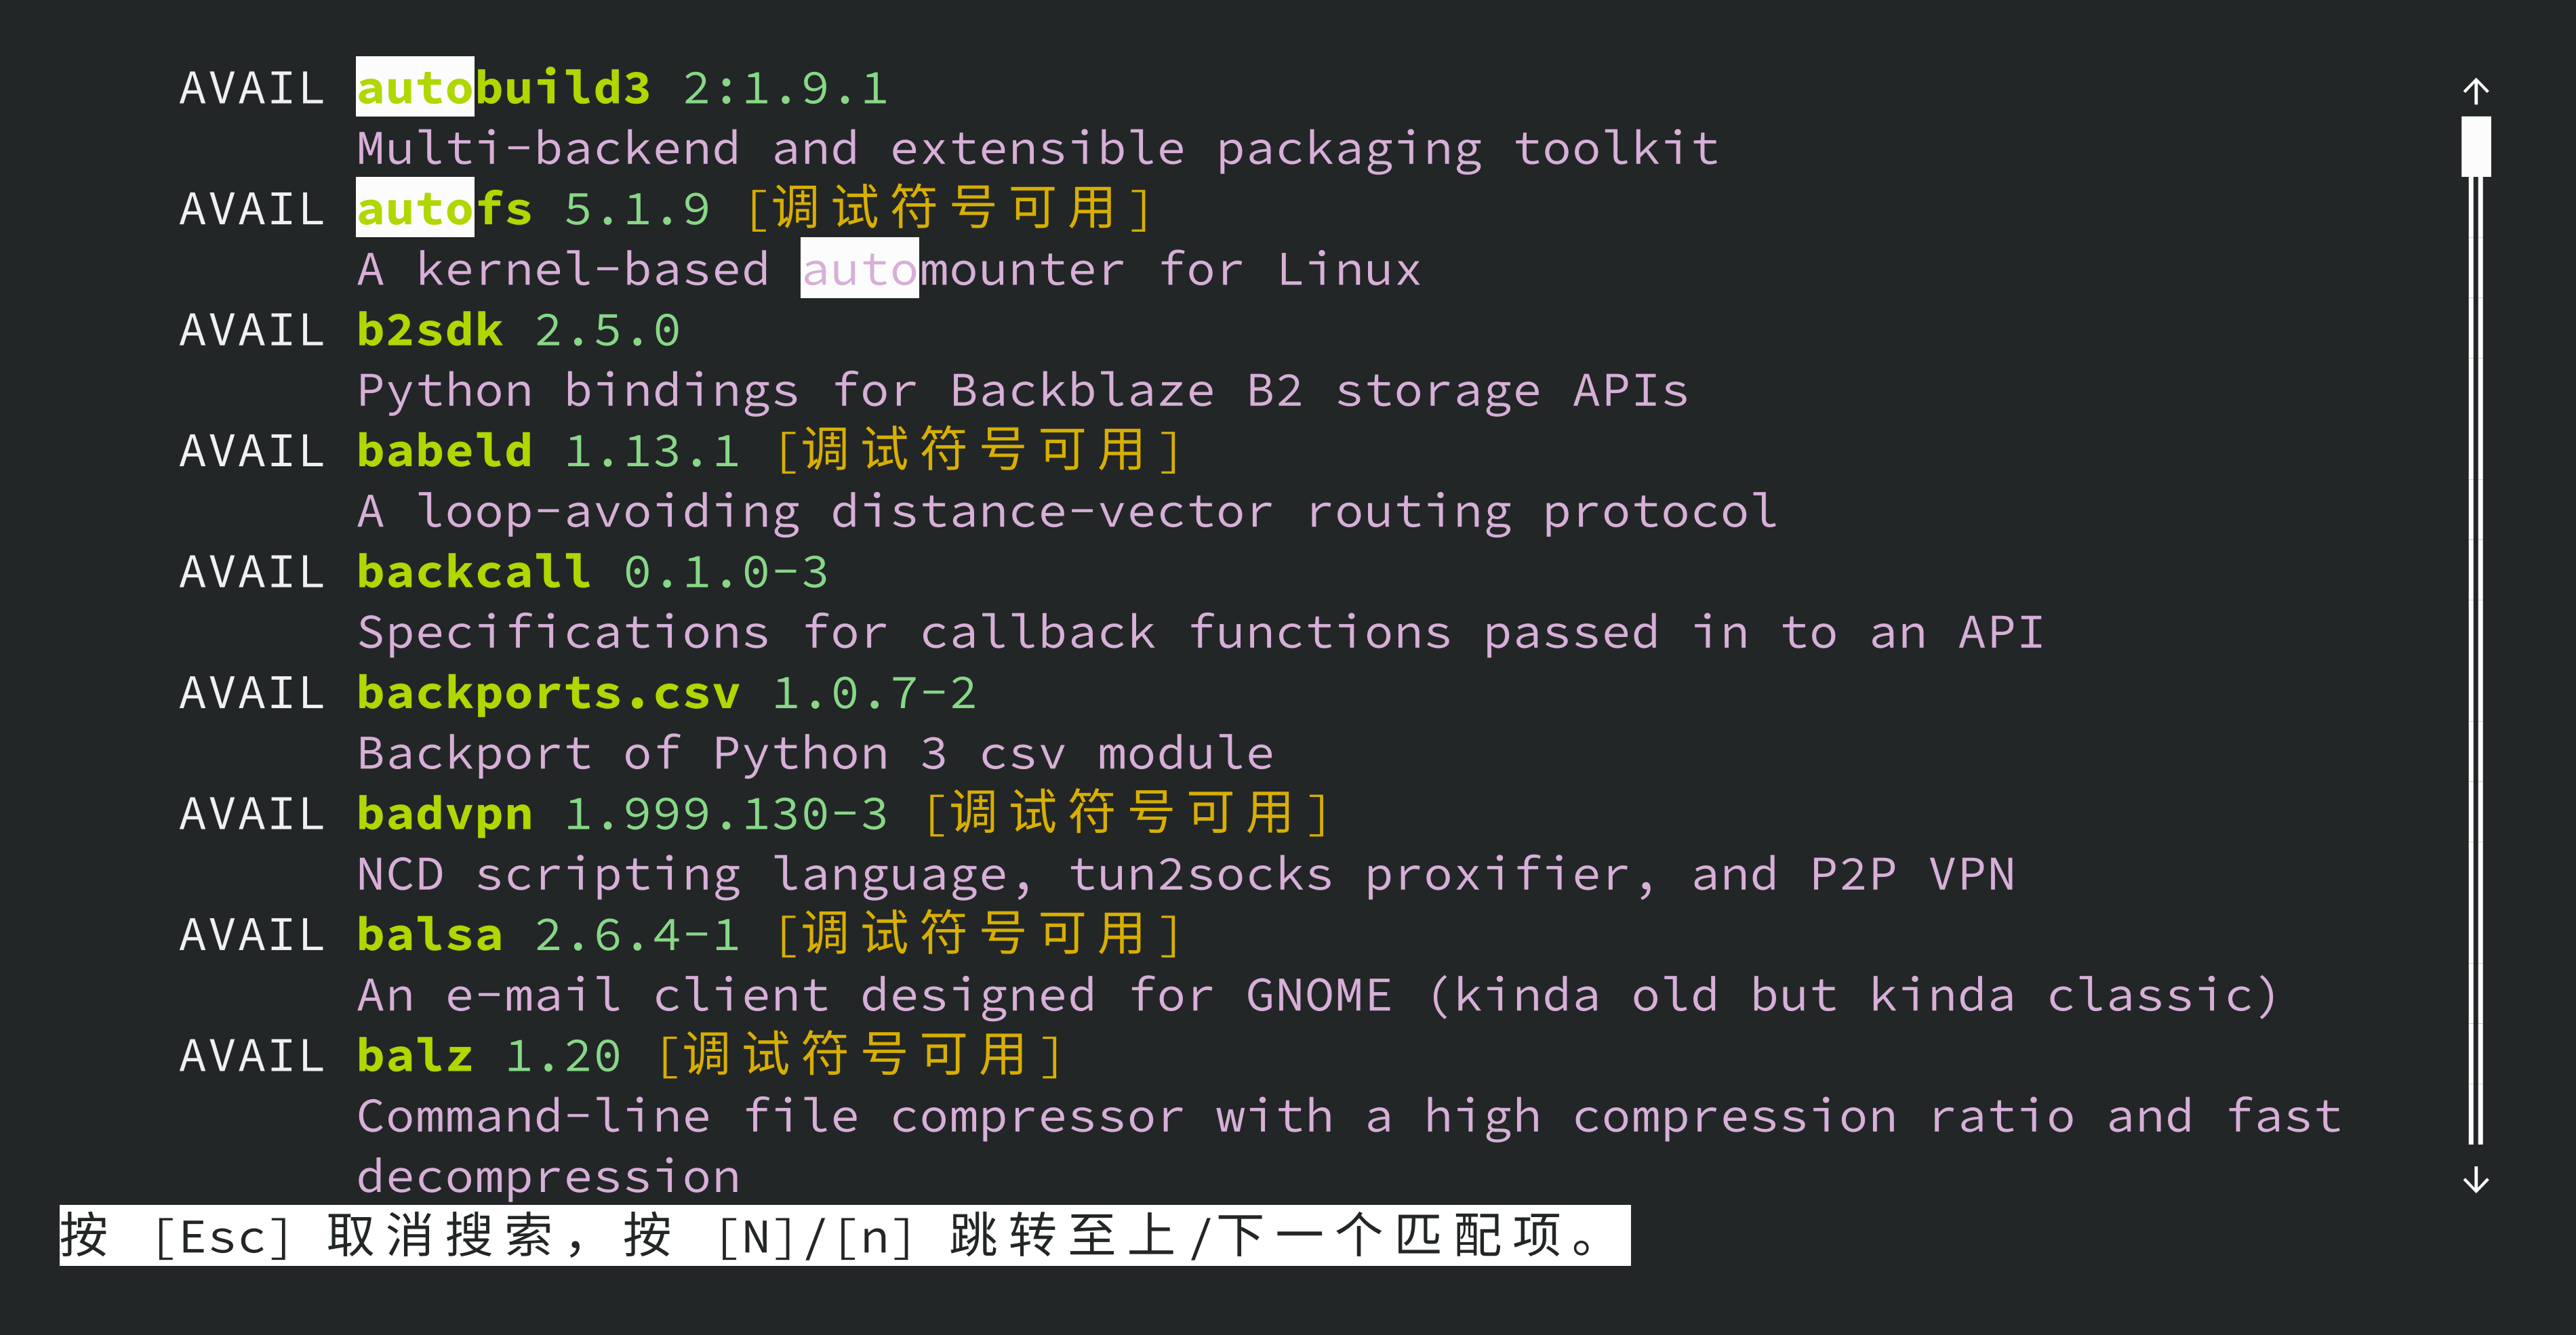 AVAIL autobuild3 2:1.9.1
Multi-backend and extensible packaging toolkit
AVAIL autofs 5.1.9 [调试符号可用]
A kernel-based automounter for Linux
AVAIL b2sdk 2.5.0
Python bindings for Backblaze B2 storage APIs
AVAIL babeld 1.13.1 [调试符号可用]
A loop-avoiding distance-vector routing protocol
AVAIL backcall 0.1.0-3
Specifications for callback functions passed in to an API
AVAIL backports.csv 1.0.7-2
Backport of Python 3 csv module
AVAIL badvpn 1.999.130-3 [调试符号可用]
NCD scripting language, tun2socks proxifier, and P2P VPN
AVAIL balsa 2.6.4-1 [调试符号可用]
An e-mail client designed for GNOME (kinda old but kinda classic)
AVAIL balz 1.20 [调试符号可用]
Command-line file compressor with a high compression ratio and fast
decompression
按 [Esc] 取消搜索，按 [N]/[n] 跳转至上/下一个匹配项。